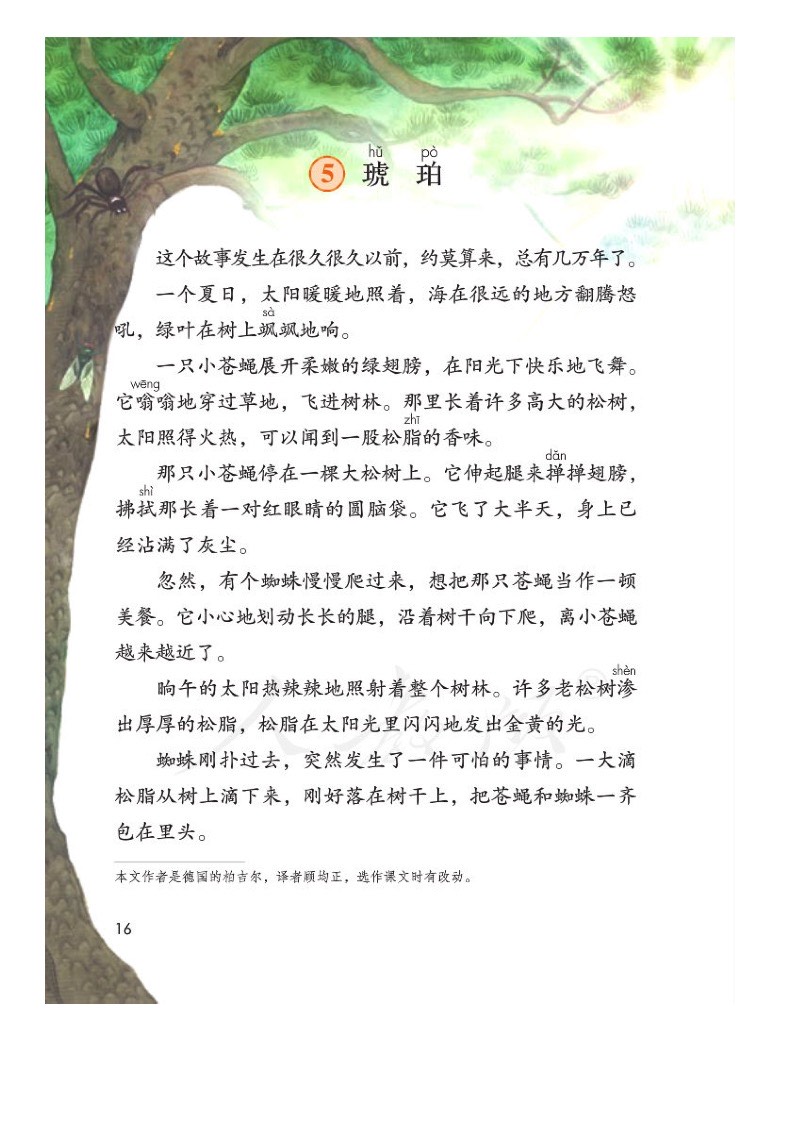 hǔ pò
5 琥 珀
这个故事发生在很久很久以前，约莫算来，总有几万年了。
一个夏日，太阳暖暖地照着，海在很远的地方翻腾怒
sà
吼，绿叶在树上飒飒地响。
一只小苍蝇展开柔嫩的绿翅膀，在阳光下快乐地飞舞。
wēng
它嗡嗡地穿过草地，飞进树林。那里长着许多高大的松树，
zhī
太阳照得火热，可以闻到一股松脂的香味。
那只小苍蝇停在一棵大松树上。它伸起腿来掸掸翅膀，
dǎn
shì
拂拭那长着一对红眼睛的圆脑袋。它飞了大半天，身上已
经沾满了灰尘。
忽然，有个蜘蛛慢慢爬过来，想把那只苍蝇当作一顿
美餐。它小心地划动长长的腿，沿着树干向下爬，离小苍蝇
越来越近了。
shèn
晌午的太阳热辣辣地照射着整个树林。许多老松树渗
出厚厚的松脂，松脂在太阳光里闪闪地发出金黄的光。
蜘蛛刚扑过去，突然发生了一件可怕的事情。一大滴
松脂从树上滴下来，刚好落在树干上，把苍蝇和蜘蛛一齐
包在里头。
本文作者是德国的柏吉尔，译者顾均正，选作课文时有改动。
16